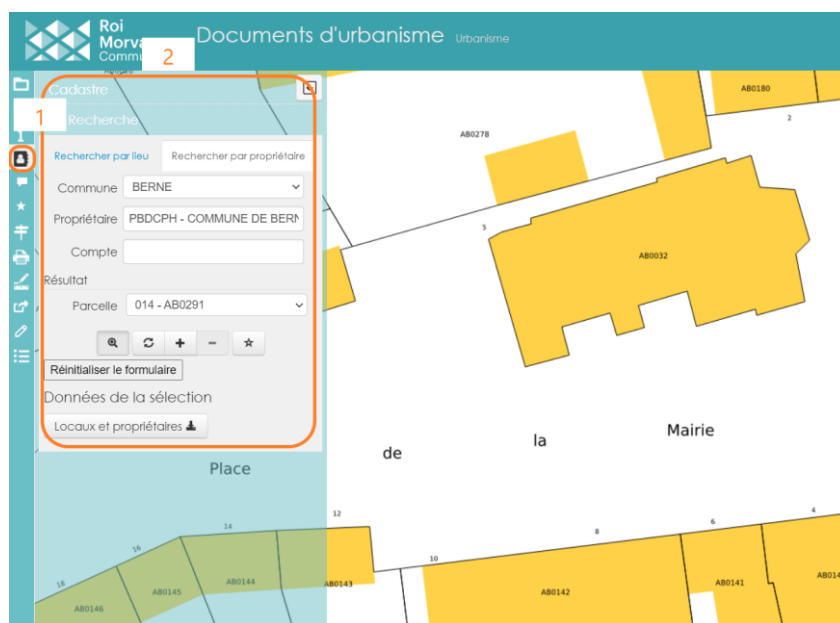 Roi
Documents d'urbanisme Urbanisme
2
Cadastre
1
Recherche
Rechercher par lieu Rechercher par propriétaire
Commune BERNE
Propriétaire PBDCPH - COMMUNE DE BERN
Compte
Résultat
Parcelle 014 - AB0291
Réinitialiser le formulaire
Données de la sélection
Locaux et propriétaires
AB0180
2
AB0278
3
AB0032
Place de la Mairie
12
14
16
18
10
8
6
4
AB0146
AB0145
AB0144
AB0143
AB0142
AB0141